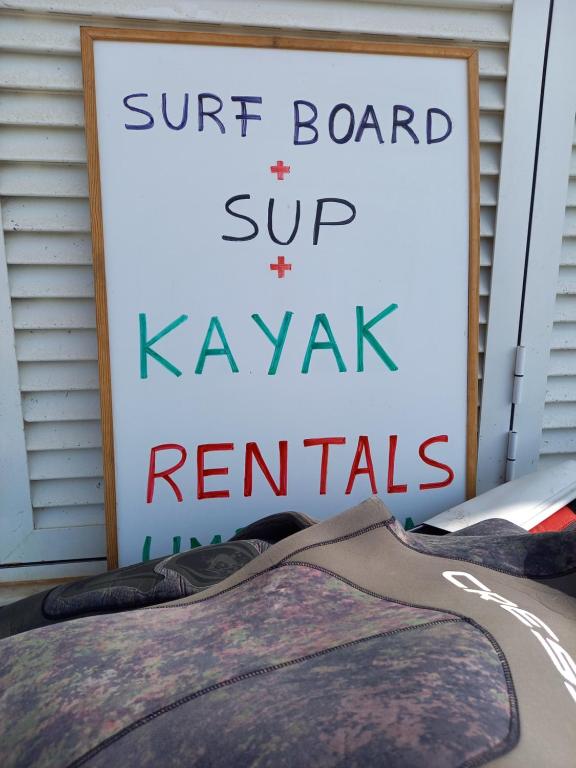 SURF BOARD
+
SUP
+
KAYAK
RENTALS